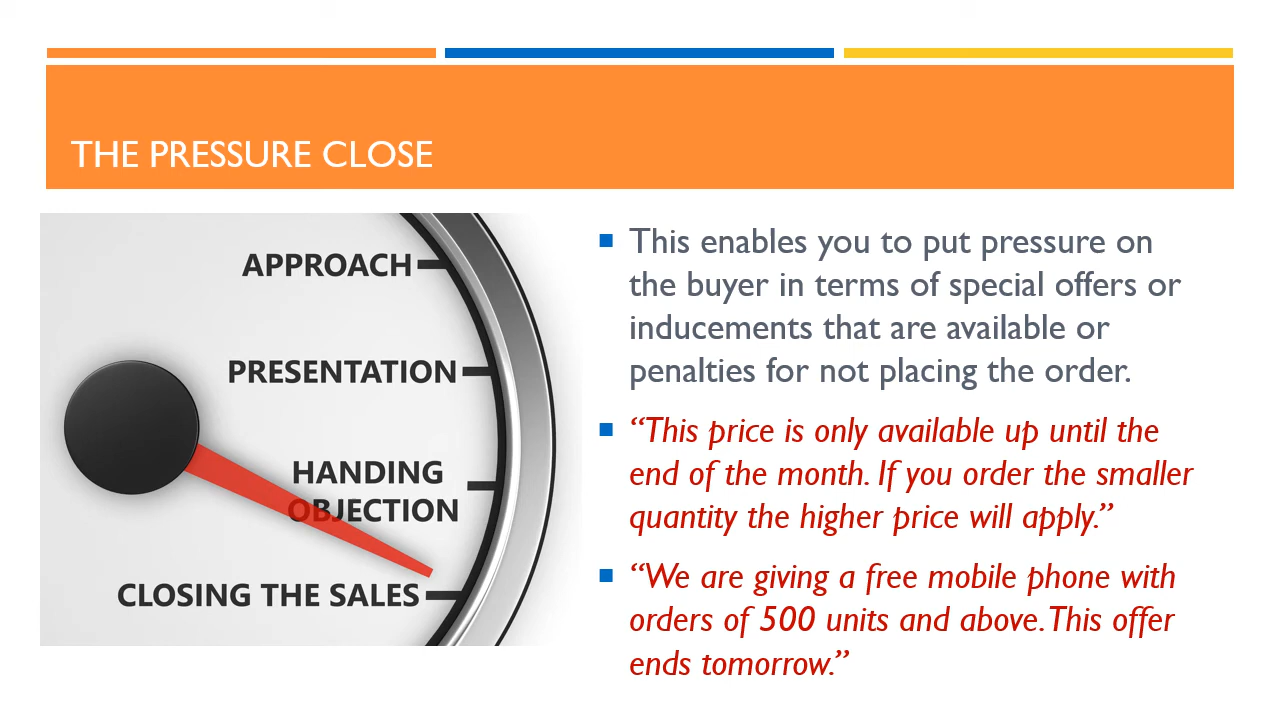 THE PRESSURE CLOSE
APPROACH
PRESENTATION
HANDING
OBJECTION
CLOSING THE SALES
This enables you to put pressure on
the buyer in terms of special offers or
inducements that are available or
penalties for not placing the order.
“This price is only available up until the
end of the month. If you order the smaller
quantity the higher price will apply.”
“We are giving a free mobile phone with
orders of 500 units and above. This offer
ends tomorrow.”